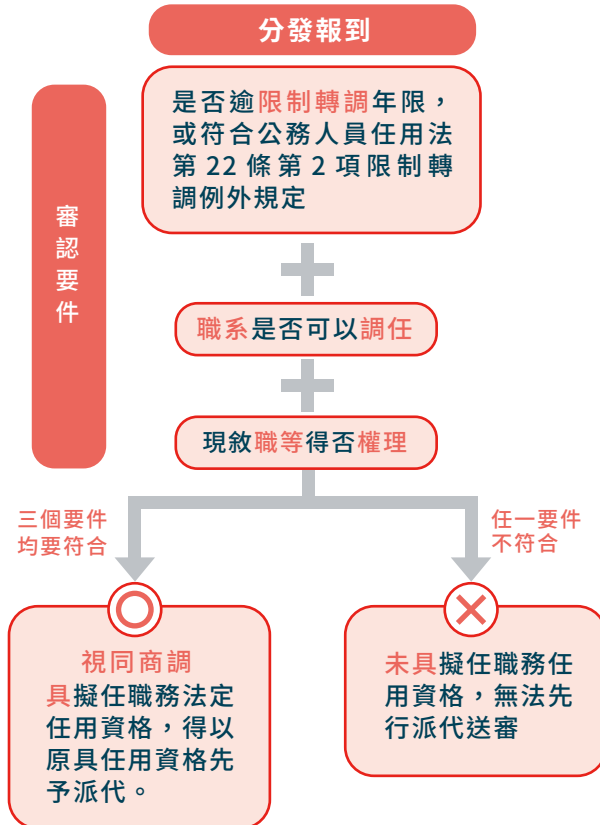 分發報到
審認要件
是否逾限制轉調年限，
或符合公務人員任用法
第 22 條第 2 項限制轉
調例外規定
職系是否可以調任
現敘職等得否權理
三個要件
均要符合
任一要件
不符合
視同商調
具擬任職務法定
任用資格，得以
原具任用資格先
予派代。
未具擬任職務任
用資格，無法先
行派代送審